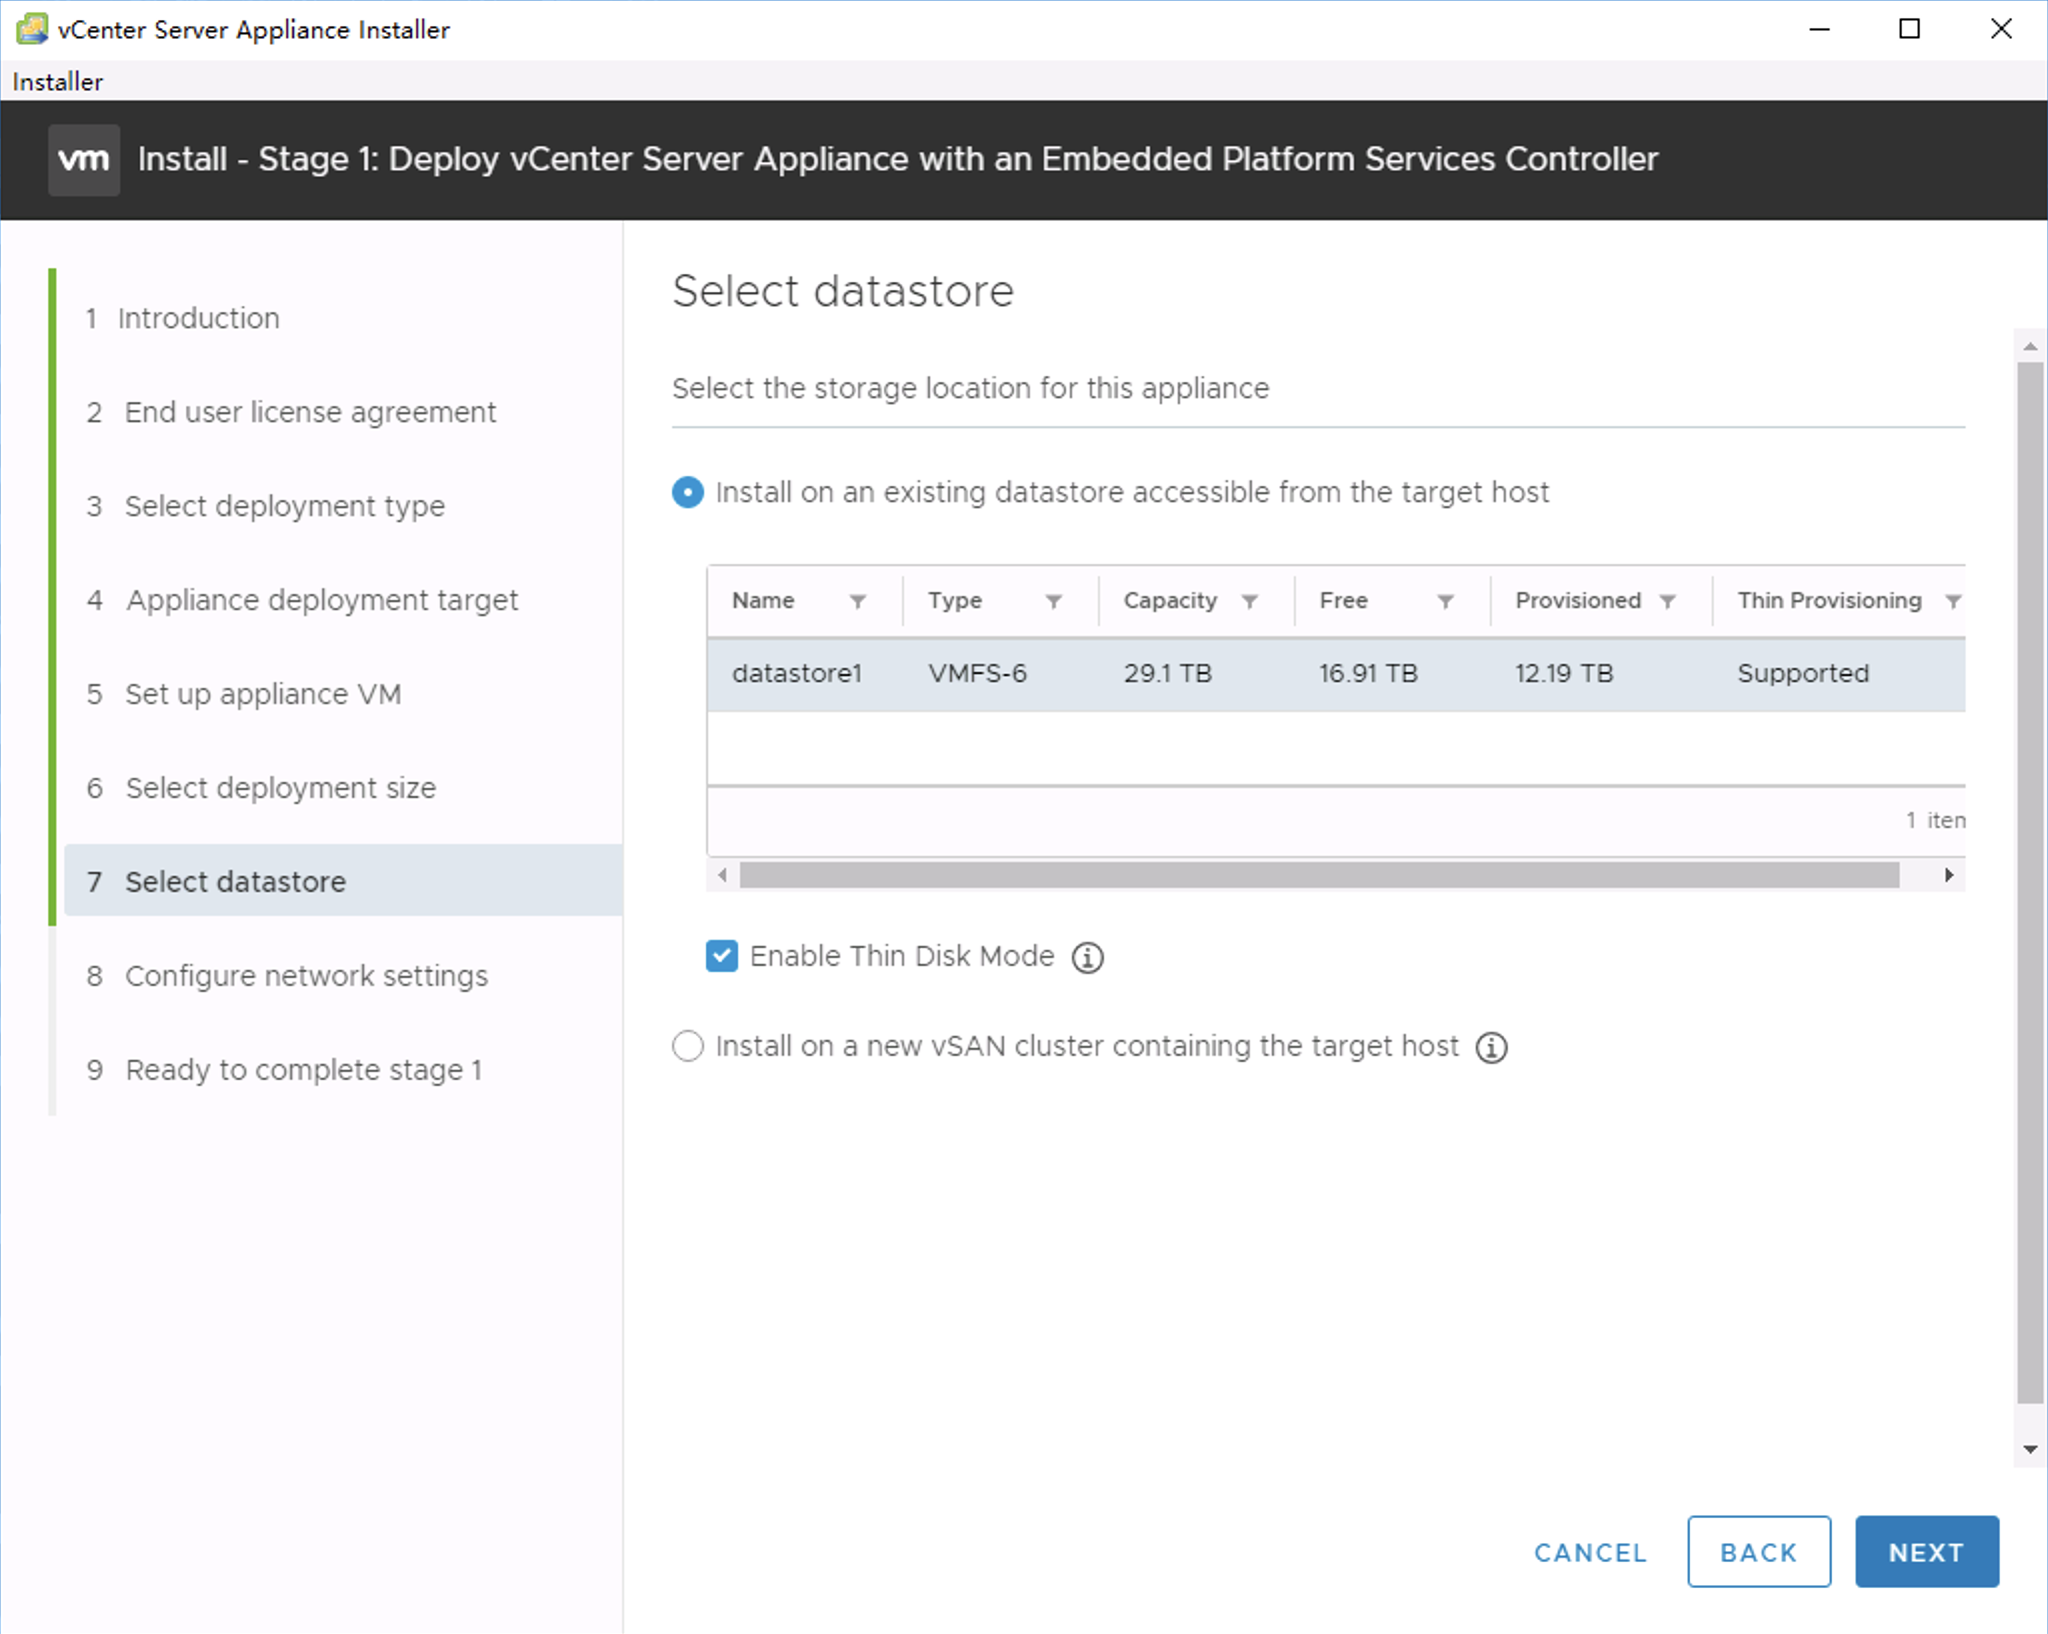 vCenter Server Appliance Installer
Installer
vm Install - Stage 1: Deploy vCenter Server Appliance with an Embedded Platform Services Controller
1 Introduction
2 End user license agreement
3 Select deployment type
4 Appliance deployment target
5 Set up appliance VM
6 Select deployment size
7 Select datastore
8 Configure network settings
9 Ready to complete stage 1
Select datastore
Select the storage location for this appliance
Install on an existing datastore accessible from the target host
Name Type Capacity Free Provisioned Thin Provisioning
datastore1 VMFS-6 29.1 TB 16.91 TB 12.19 TB Supported
1 item
Enable Thin Disk Mode
Install on a new vSAN cluster containing the target host
CANCEL BACK NEXT